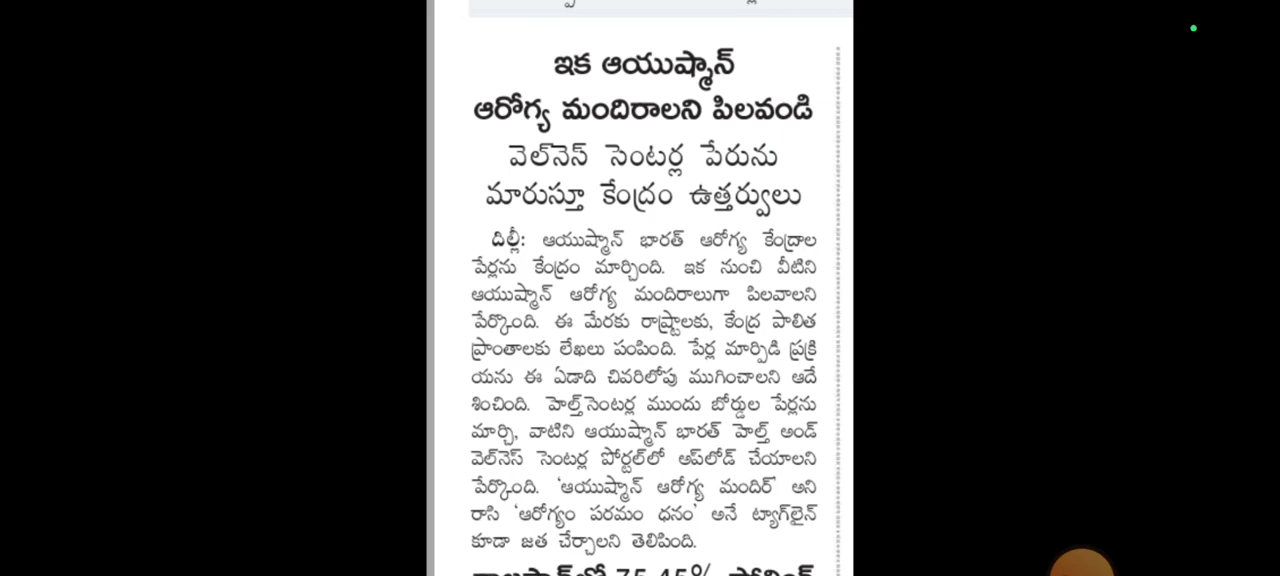 ఇక ఆయుష్మాన్
ఆరోగ్య మందిరాలని పిలవండి
వెల్‌నెస్ సెంటర్ల పేరును
మారుస్తూ కేంద్రం ఉత్తర్వులు
దిల్లీ: ఆయుష్మాన్ భారత్ ఆరోగ్య కేంద్రాల
పేర్లను కేంద్రం మార్చింది. ఇక నుంచి వీటిని
ఆయుష్మాన్ ఆరోగ్య మందిరాలుగా పిలవాలని
పేర్కొంది. ఈ మేరకు రాష్ట్రాలకు, కేంద్ర పాలిత
ప్రాంతాలకు లేఖలు పంపింది. పేర్ల మార్పిడి ప్రక్రి
యను ఈ ఏడాది చివరిలోపు ముగించాలని ఆదే
శించింది. హెల్త్‌సెంటర్ల ముందు బోర్డుల పేర్లను
మార్చి, వాటిని ఆయుష్మాన్ భారత్ హెల్త్ అండ్
వెల్‌నెస్ సెంటర్ల పోర్టల్‌లో అప్‌లోడ్ చేయాలని
పేర్కొంది. ‘ఆయుష్మాన్ ఆరోగ్య మందిర్’ అని
రాసి ‘ఆరోగ్యం పరమం ధనం’ అనే ట్యాగ్‌లైన్
కూడా జత చేర్చాలని తెలిపింది.
75.45%